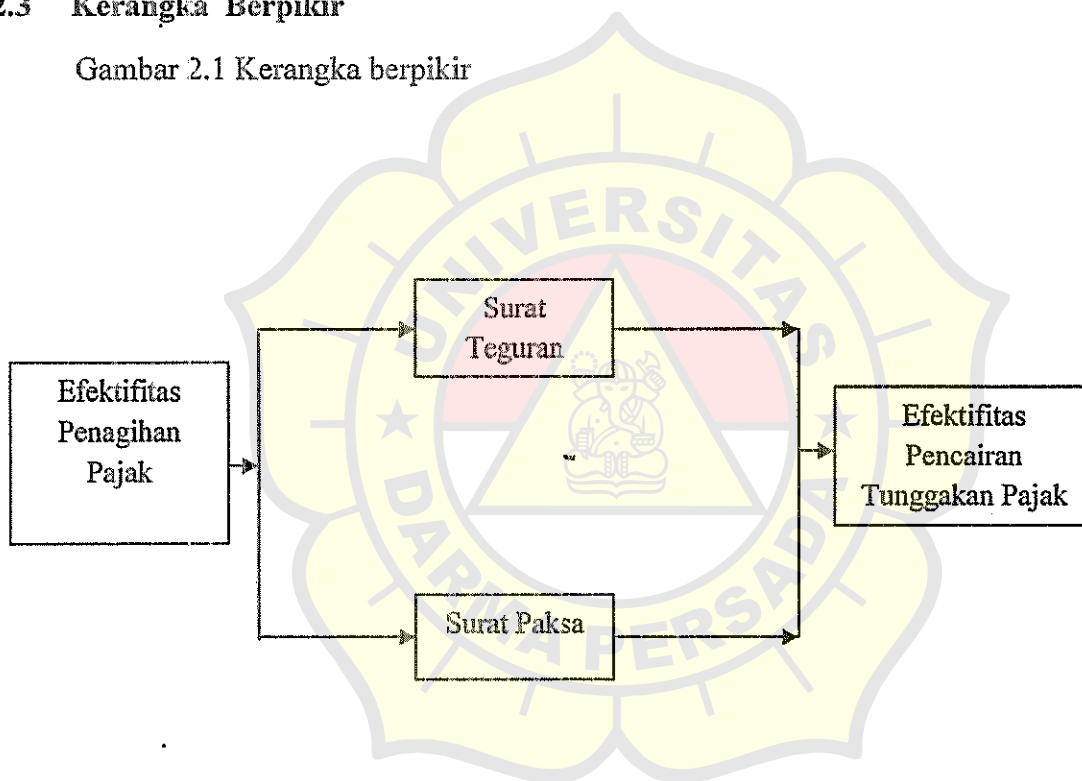 2.3 Kerangka Berpikir
Gambar 2.1 Kerangka berpikir
UNIVERSITAS
Surat
Teguran
Efektifitas
Penagihan
Pajak
Efektifitas
Pencairan
Tunggakan Pajak
Surat Paksa
DARMA PERSADA